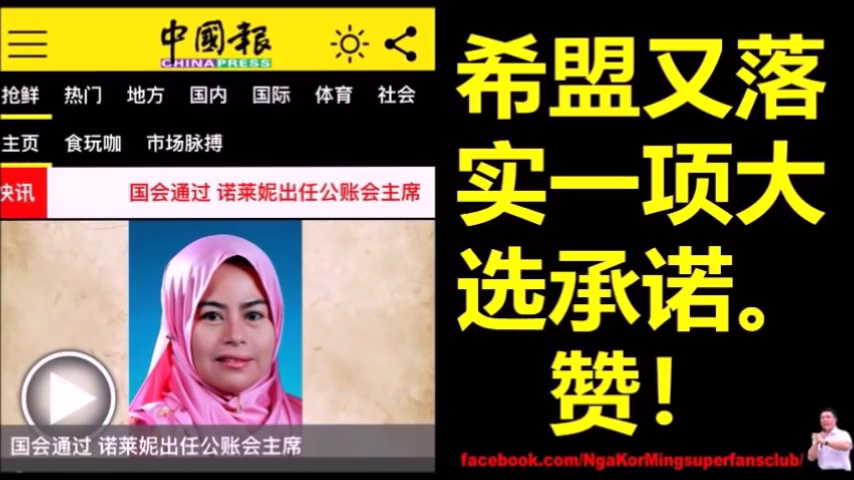 中國報
CHINA PRESS
抢鲜 热门 地方 国内 国际 体育 社会
主页 食玩咖 市场脉搏
快讯 国会通过 诺莱妮出任公账会主席
国会通过 诺莱妮出任公账会主席
希盟又落
实一项大
选承诺。
赞！
facebook.com/NgaKorMingsuperfansclub/